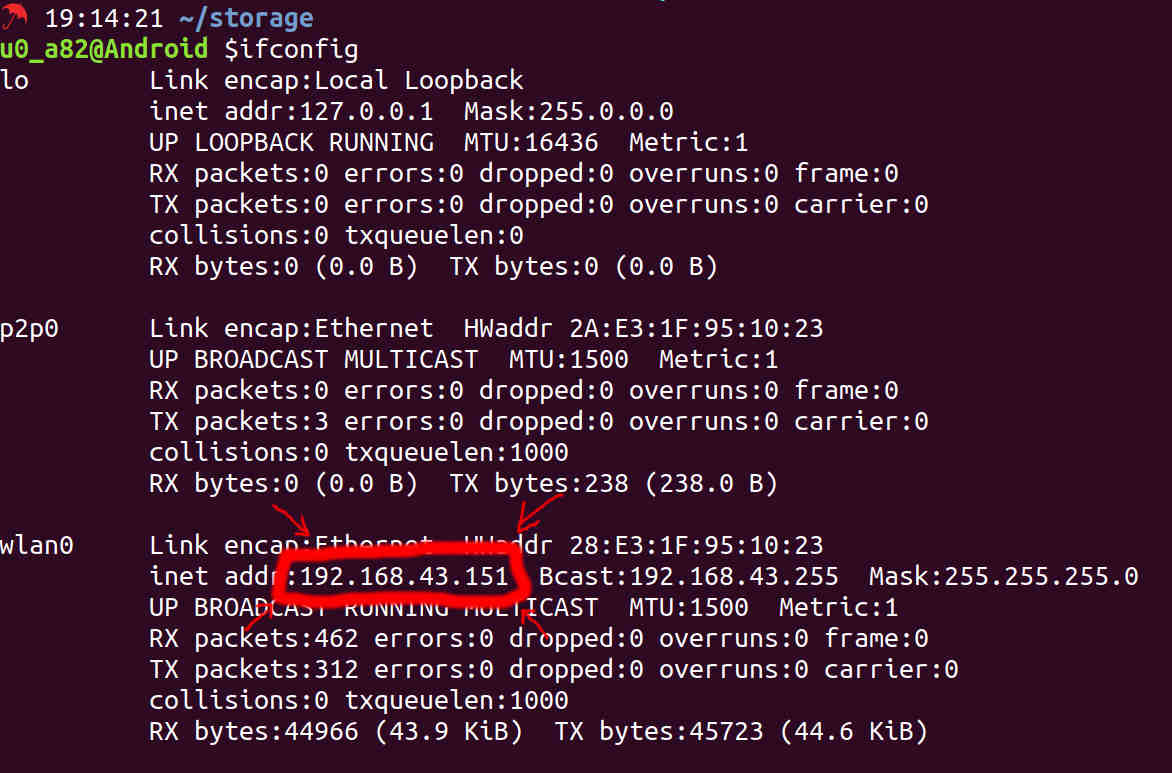 19:14:21 ~/storage
u0_a82@Android $ifconfig
lo Link encap:Local Loopback
inet addr:127.0.0.1 Mask:255.0.0.0
UP LOOPBACK RUNNING MTU:16436 Metric:1
RX packets:0 errors:0 dropped:0 overruns:0 frame:0
TX packets:0 errors:0 dropped:0 overruns:0 carrier:0
collisions:0 txqueuelen:0
RX bytes:0 (0.0 B) TX bytes:0 (0.0 B)
p2p0 Link encap:Ethernet HWaddr 2A:E3:1F:95:10:23
UP BROADCAST MULTICAST MTU:1500 Metric:1
RX packets:0 errors:0 dropped:0 overruns:0 frame:0
TX packets:3 errors:0 dropped:0 overruns:0 carrier:0
collisions:0 txqueuelen:1000
RX bytes:0 (0.0 B) TX bytes:238 (238.0 B)
wlan0 Link encap:Ethernet HWaddr 28:E3:1F:95:10:23
inet addr:192.168.43.151 Bcast:192.168.43.255 Mask:255.255.255.0
UP BROADCAST RUNNING MULTICAST MTU:1500 Metric:1
RX packets:462 errors:0 dropped:0 overruns:0 frame:0
TX packets:312 errors:0 dropped:0 overruns:0 carrier:0
collisions:0 txqueuelen:1000
RX bytes:44966 (43.9 KiB) TX bytes:45723 (44.6 KiB)